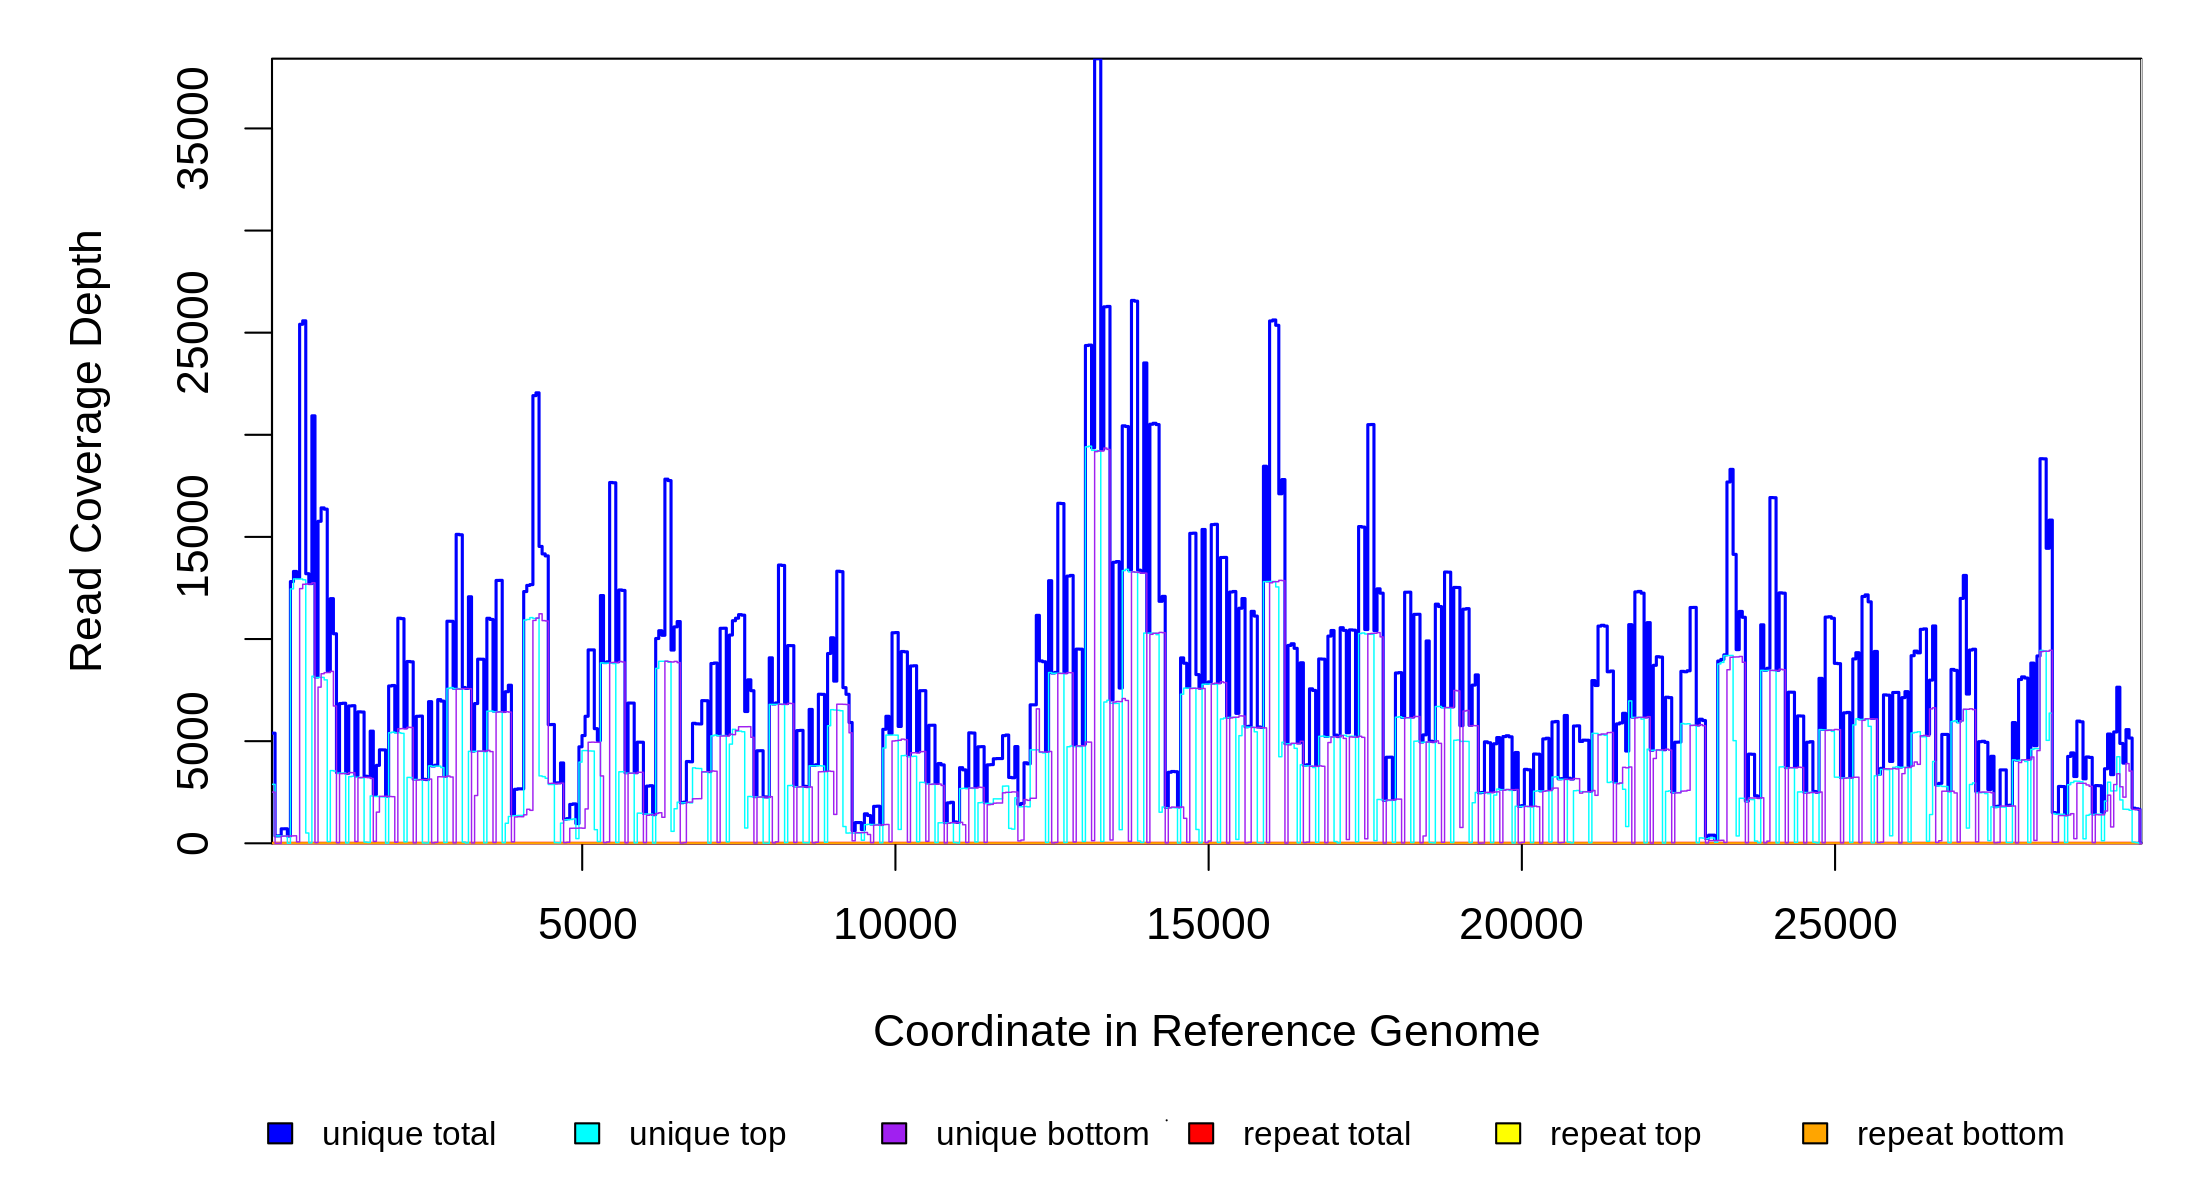 Read Coverage Depth
35000
25000
15000
5000
0
5000 10000 15000 20000 25000
Coordinate in Reference Genome
unique total unique top unique bottom repeat total repeat top repeat bottom